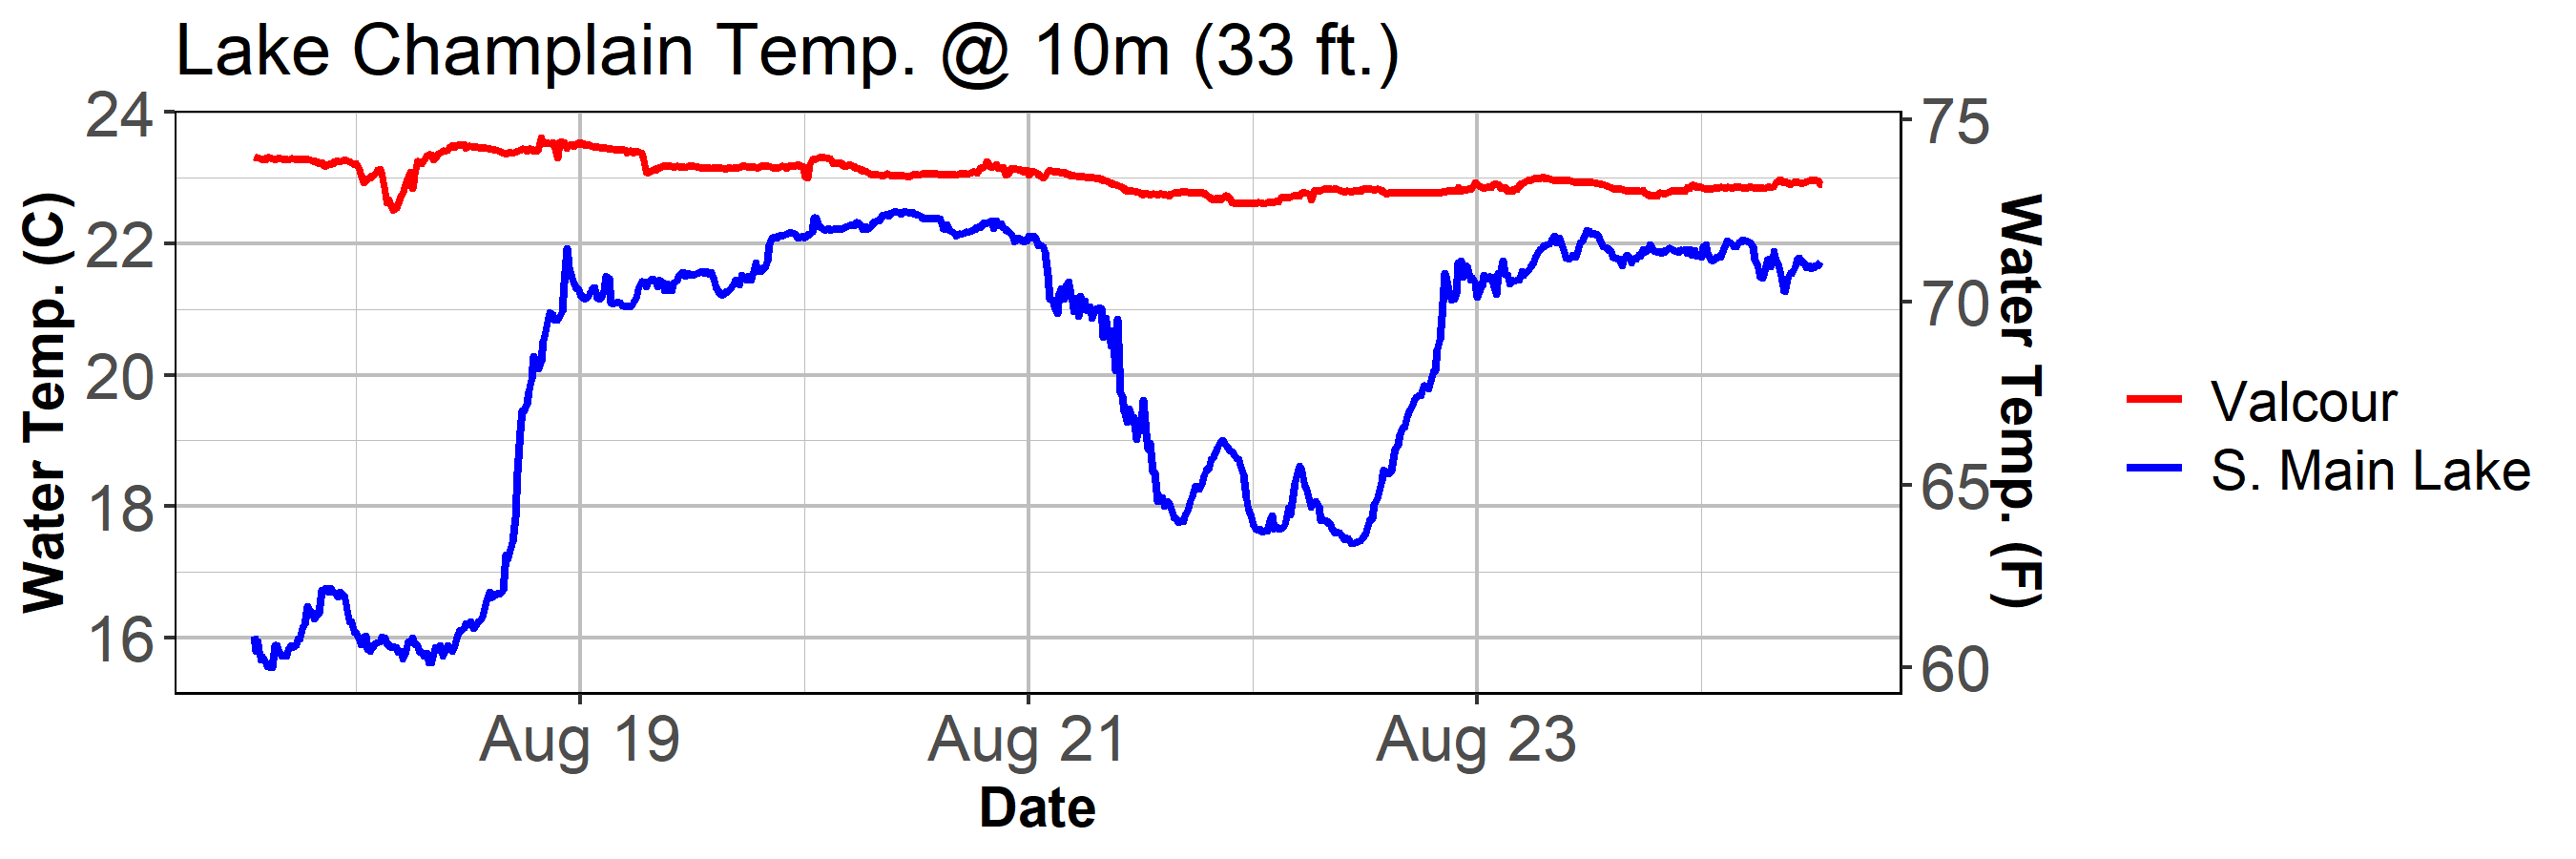 Lake Champlain Temp. @ 10m (33 ft.)
Water Temp. (C)
24
22
20
18
16
75
70
65
60
Water Temp. (F)
Aug 19 Aug 21 Aug 23
Date
Valcour
S. Main Lake